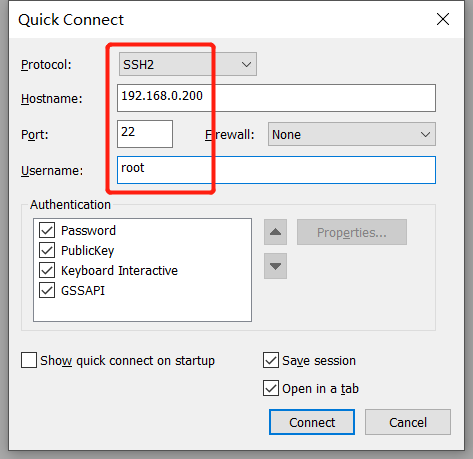 Quick Connect
Protocol: SSH2
Hostname: 192.168.0.200
Port: 22 Firewall: None
Username: root
Authentication
Password
PublicKey
Keyboard Interactive
GSSAPI
Properties...
Show quick connect on startup Save session
Open in a tab
Connect Cancel